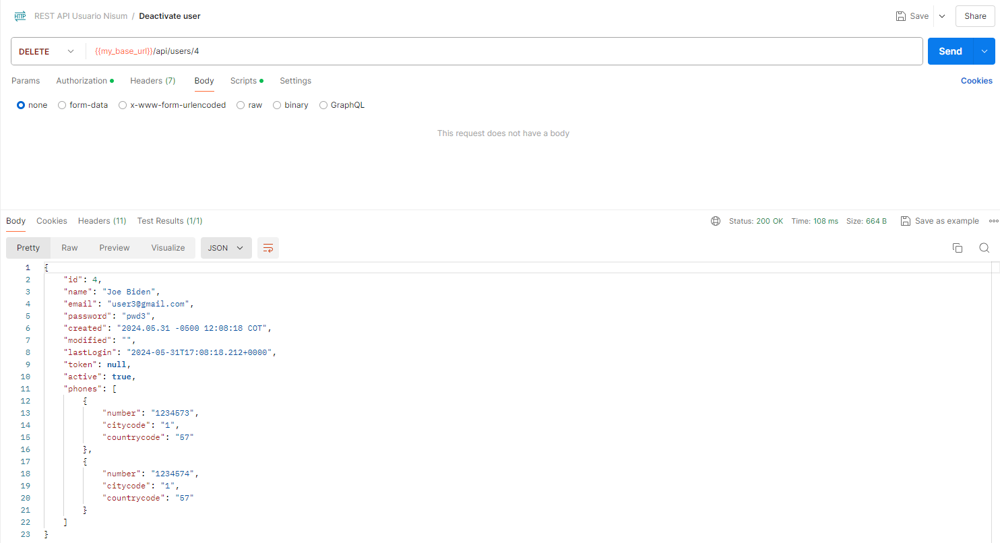 HTTP REST API Usuario Nisum / Deactivate user Save Share
DELETE {{my_base_url}}/api/users/4 Send
Params Authorization Headers (7) Body Scripts Settings Cookies
none form-data x-www-form-urlencoded raw binary GraphQL
This request does not have a body
Body Cookies Headers (11) Test Results (1/1) Status: 200 OK Time: 108 ms Size: 664 B Save as example
Pretty Raw Preview Visualize JSON
1 {
2 "id": 4,
3 "name": "Joe Biden",
4 "email": "user3@gmail.com",
5 "password": "pwd3",
6 "created": "2024.05.31 -0500 12:08:18 COT",
7 "modified": "",
8 "lastLogin": "2024-05-31T17:08:18.212+0000",
9 "token": null,
10 "active": true,
11 "phones": [
12 {
13 "number": "1234573",
14 "citycode": "1",
15 "countrycode": "57"
16 },
17 {
18 "number": "1234574",
19 "citycode": "1",
20 "countrycode": "57"
21 }
22 ]
23 }